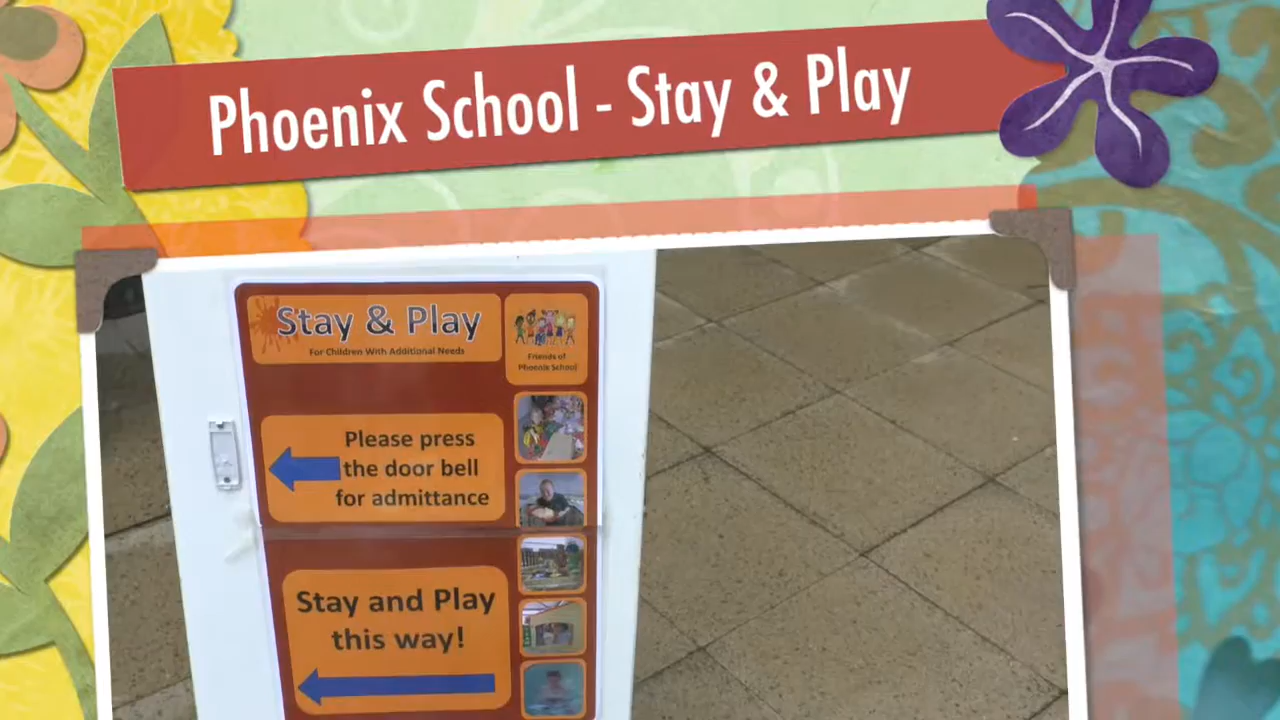 Phoenix School - Stay & Play
Stay & Play
For Children With Additional Needs
Friends of
Phoenix School
Please press
the door bell
for admittance
Stay and Play
this way!